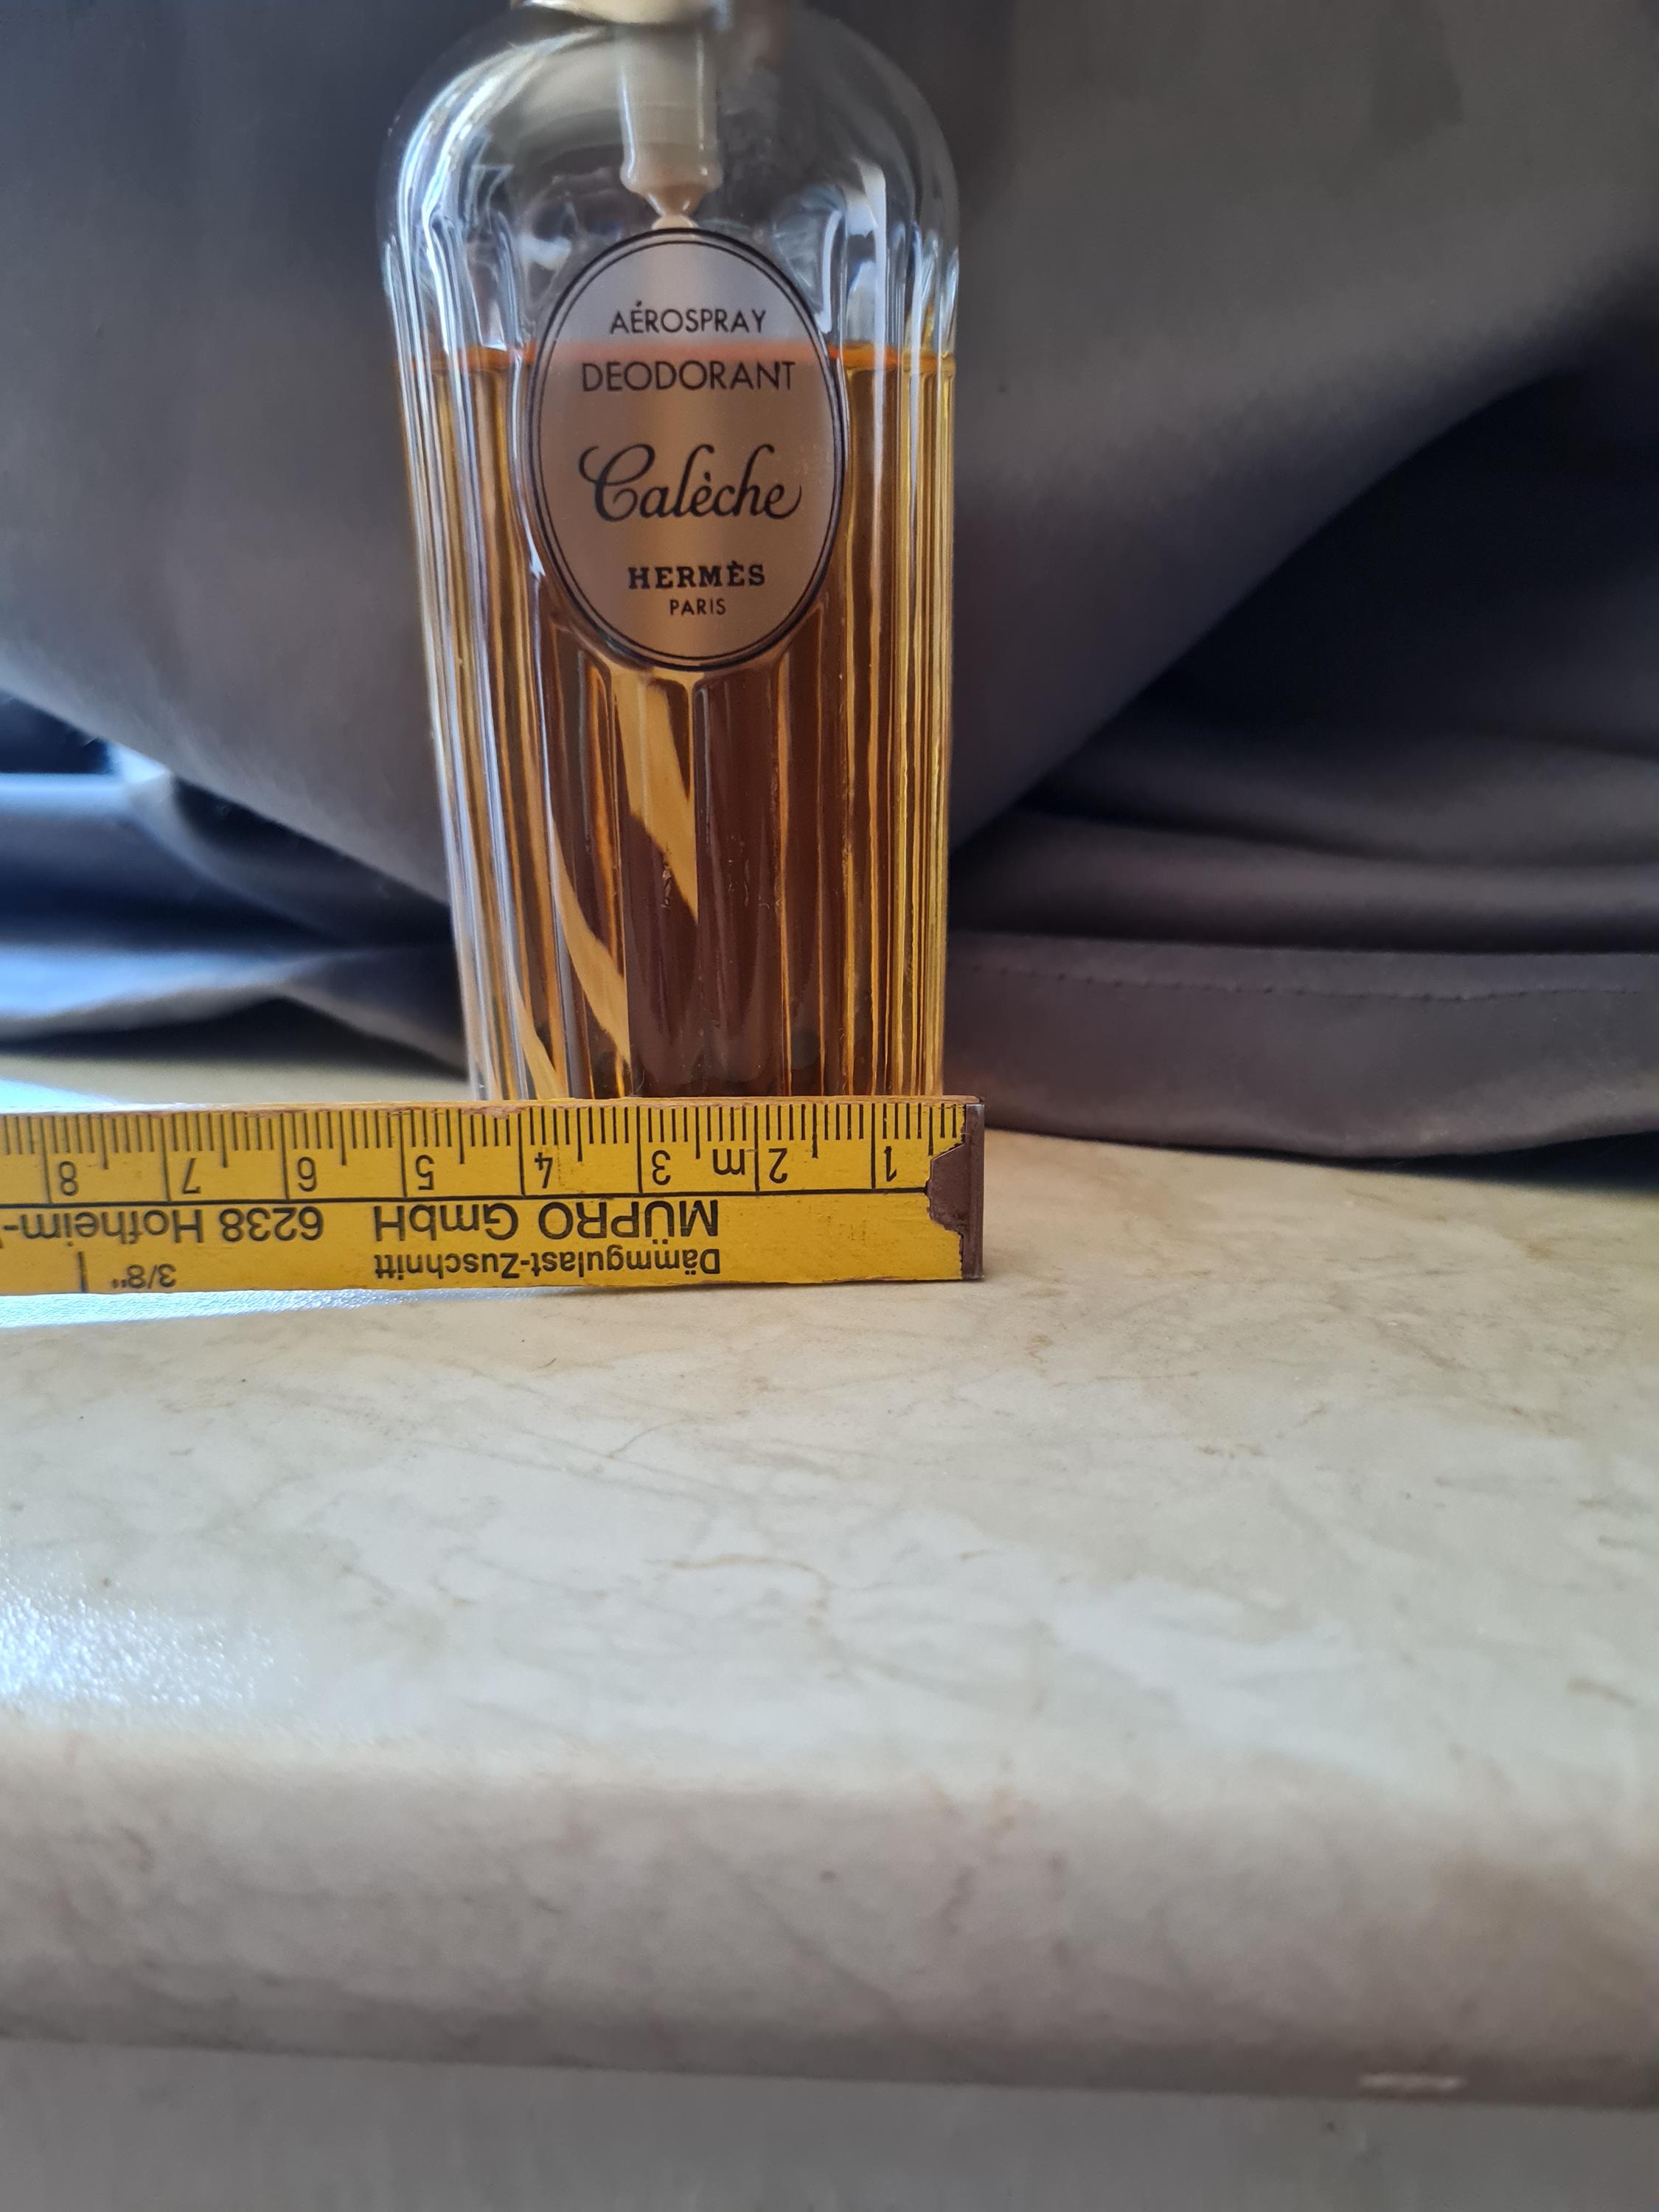 AÉROSPRAY
DEODORANT
Calèche
HERMÈS
PARIS
1 2 m 3 4 5 6 7 8
MÜPRO GmbH 6238 Hofheim-
Dämmgulast-Zuschnitt 3/8"